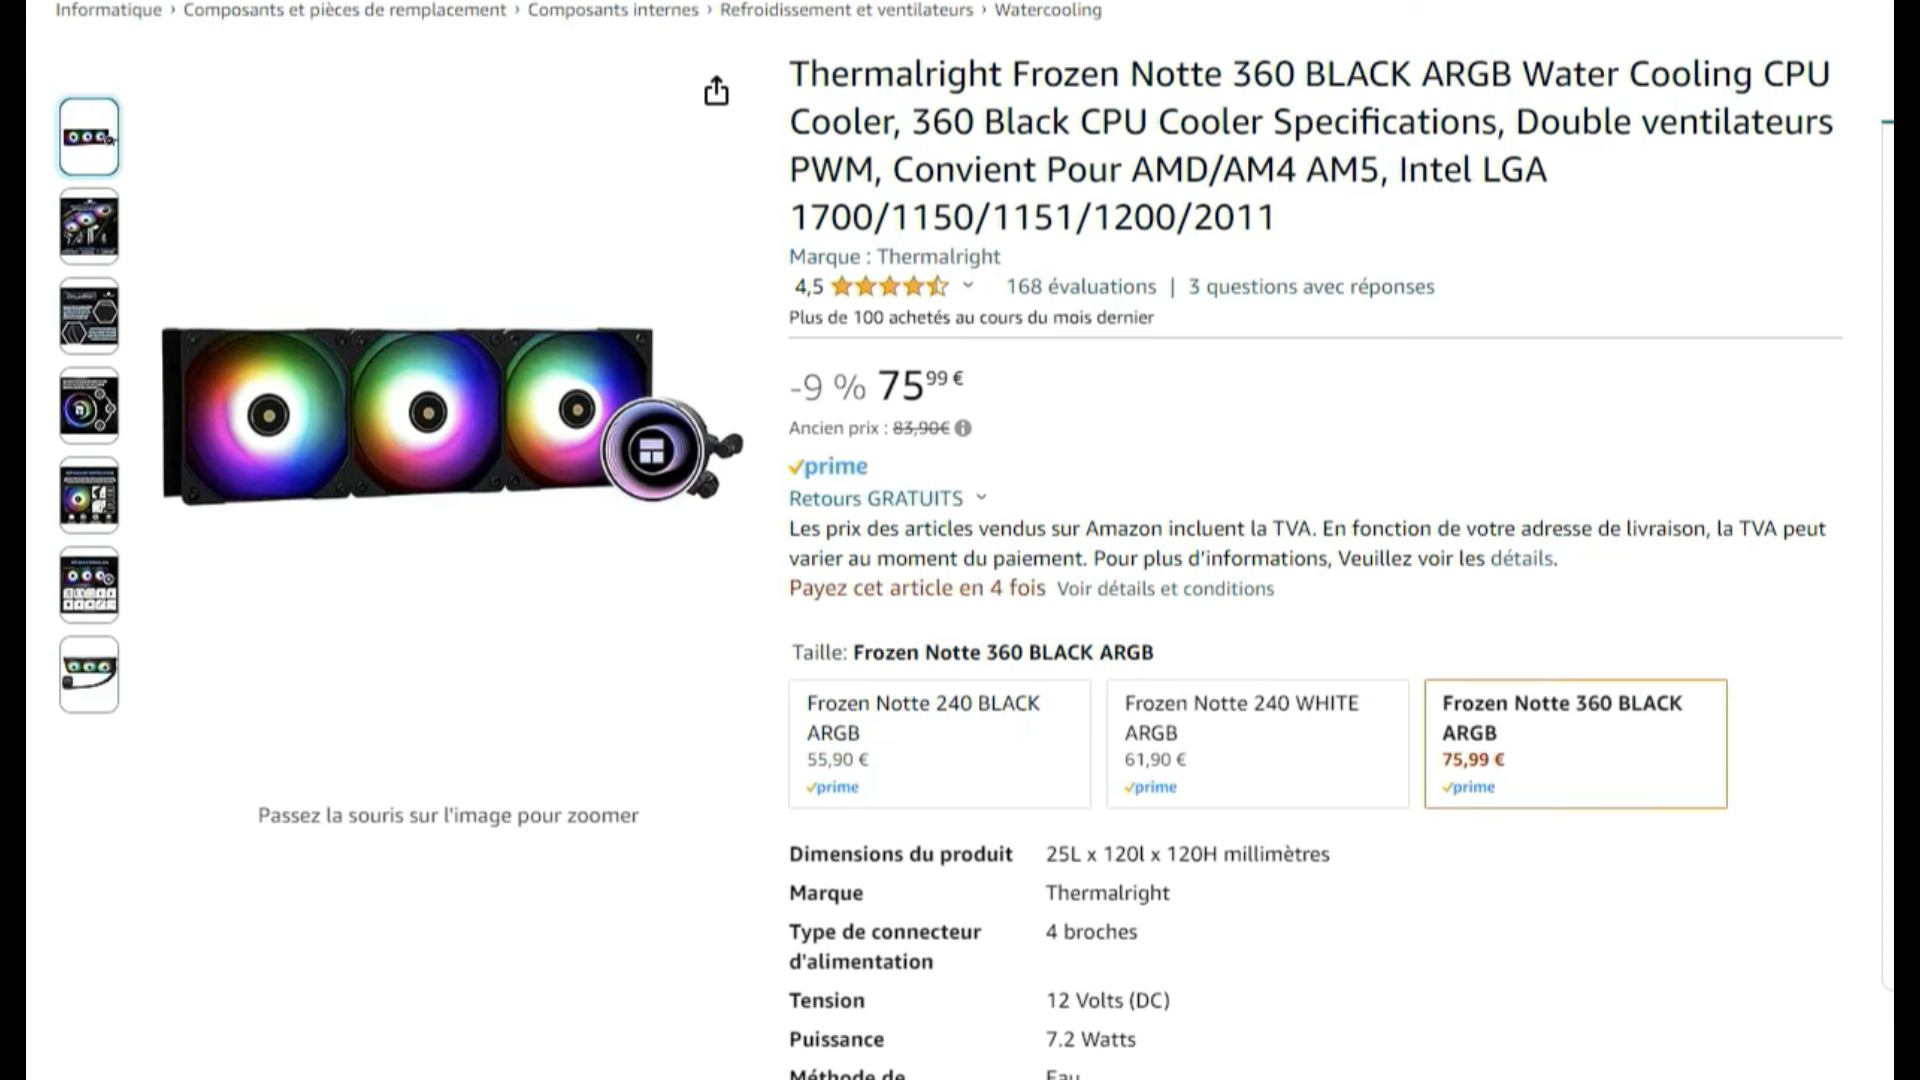 Informatique › Composants et pièces de remplacement › Composants internes › Refroidissement et ventilateurs › Watercooling
Thermalright Frozen Notte 360 BLACK ARGB Water Cooling CPU
Cooler, 360 Black CPU Cooler Specifications, Double ventilateurs
PWM, Convient Pour AMD/AM4 AM5, Intel LGA
1700/1150/1151/1200/2011
Marque : Thermalright
4,5 168 évaluations | 3 questions avec réponses
Plus de 100 achetés au cours du mois dernier
-9 % 75,99 €
Ancien prix : 83,90€
prime
Retours GRATUITS
Les prix des articles vendus sur Amazon incluent la TVA. En fonction de votre adresse de livraison, la TVA peut
varier au moment du paiement. Pour plus d'informations, Veuillez voir les détails.
Payez cet article en 4 fois Voir détails et conditions
Taille: Frozen Notte 360 BLACK ARGB
Frozen Notte 240 BLACK
ARGB
55,90 €
prime
Frozen Notte 240 WHITE
ARGB
61,90 €
prime
Frozen Notte 360 BLACK
ARGB
75,99 €
prime
Passez la souris sur l'image pour zoomer
Dimensions du produit 25L x 120l x 120H millimètres
Marque Thermalright
Type de connecteur 4 broches
d'alimentation
Tension 12 Volts (DC)
Puissance 7.2 Watts
Méthode de Eau